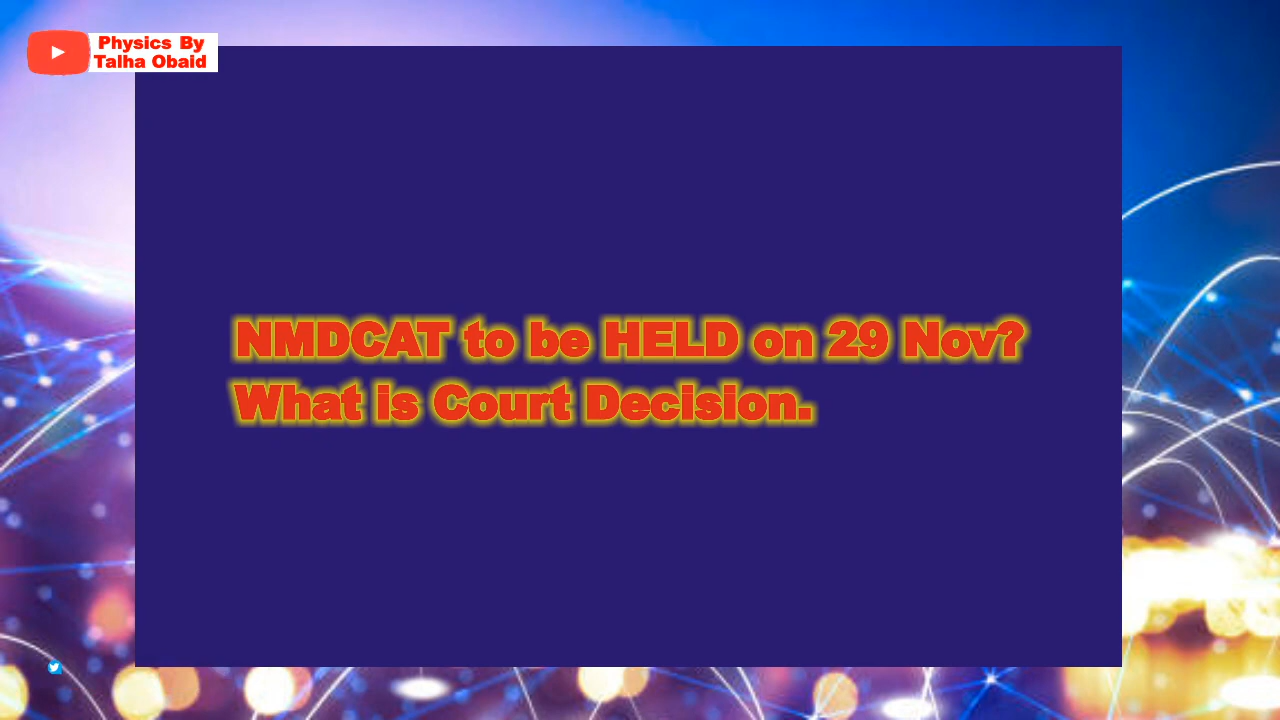 Physics By
Talha Obaid
NMDCAT to be HELD on 29 Nov?
What is Court Decision.